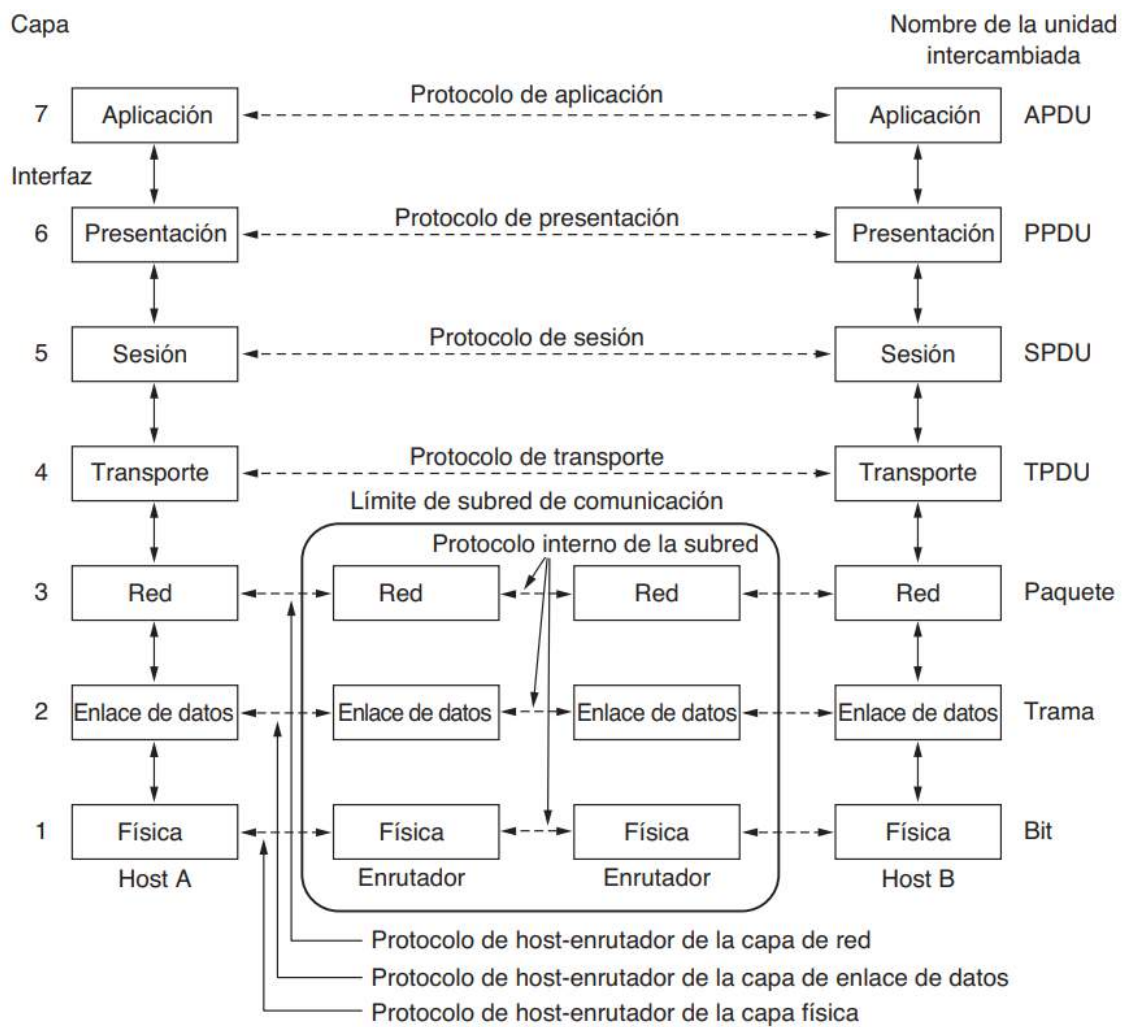 Capa
Nombre de la unidad
intercambiada
Protocolo de aplicación
7 Aplicación Aplicación APDU
Interfaz
Protocolo de presentación
6 Presentación Presentación PPDU
Protocolo de sesión
5 Sesión Sesión SPDU
Protocolo de transporte
4 Transporte Transporte TPDU
Límite de subred de comunicación
Protocolo interno de la subred
3 Red Red Red Red Paquete
2 Enlace de datos Enlace de datos Enlace de datos Enlace de datos Trama
1 Física Física Física Física Bit
Host A Enrutador Enrutador Host B
Protocolo de host-enrutador de la capa de red
Protocolo de host-enrutador de la capa de enlace de datos
Protocolo de host-enrutador de la capa física